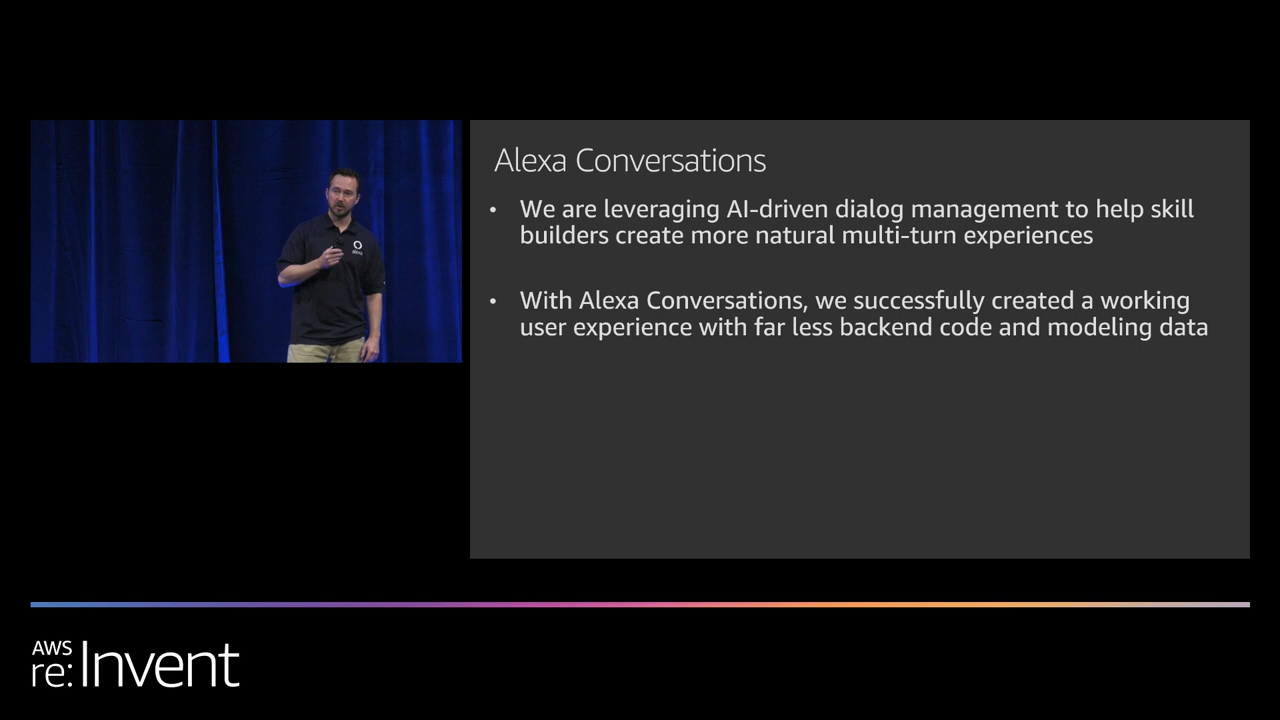 Alexa Conversations
• We are leveraging AI-driven dialog management to help skill
builders create more natural multi-turn experiences
• With Alexa Conversations, we successfully created a working
user experience with far less backend code and modeling data
alexa
AWS
re:Invent